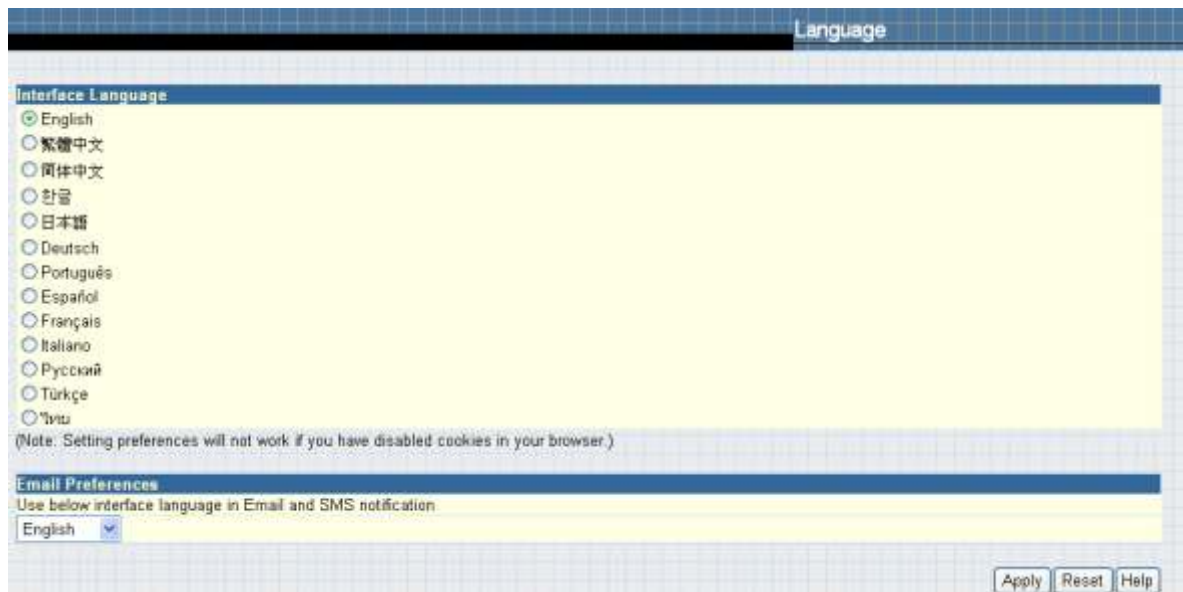 Language
Interface Language
English
繁體中文
简体中文
한글
日本語
Deutsch
Português
Español
Français
Italiano
Русский
Türkçe
ไทย
(Note: Setting preferences will not work if you have disabled cookies in your browser.)
Email Preferences
Use below interface language in Email and SMS notification
English
Apply Reset Help